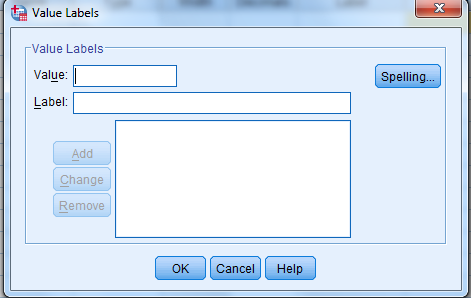 Value Labels
Value Labels
Value:
Spelling...
Label:
Add
Change
Remove
OK Cancel Help